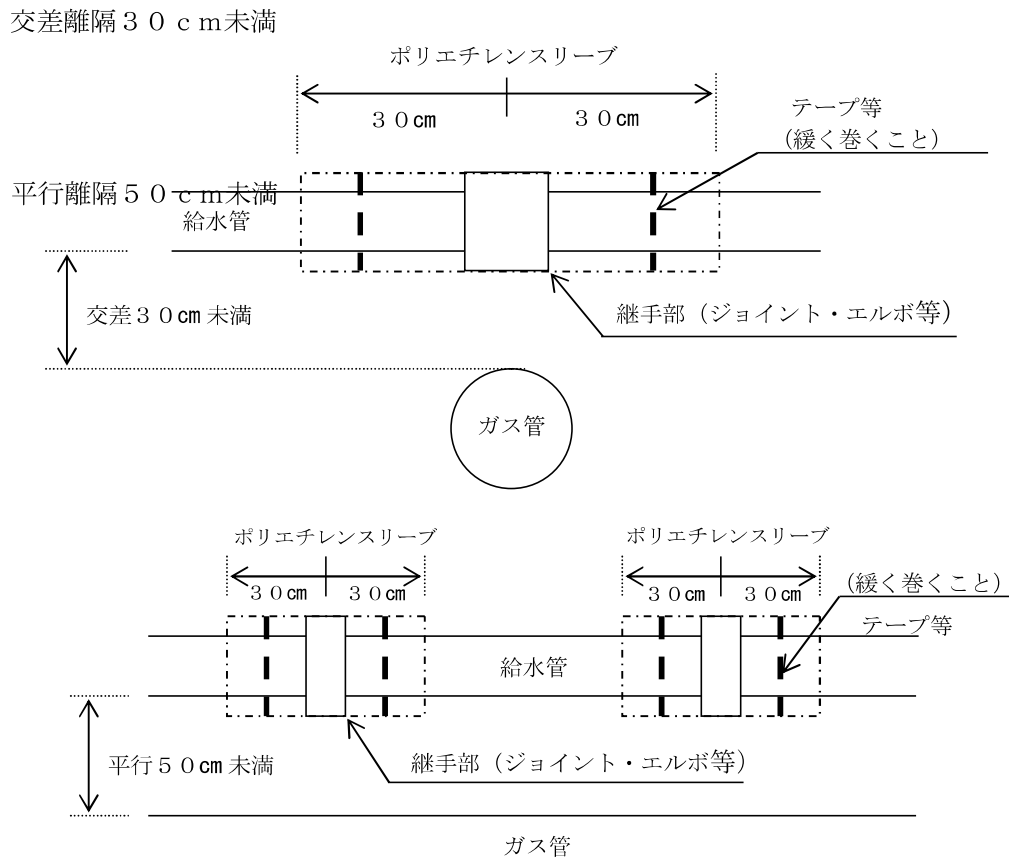 交差離隔３０ｃｍ未満
ポリエチレンスリーブ
３０㎝
３０㎝
テープ等
（緩く巻くこと）
平行離隔５０ｃｍ未満
給水管
交差３０㎝ 未満
継手部（ジョイント・エルボ等）
ガス管
ポリエチレンスリーブ
ポリエチレンスリーブ
３０㎝
３０㎝
３０㎝
３０㎝
（緩く巻くこと）
テープ等
給水管
平行５０㎝ 未満
継手部（ジョイント・エルボ等）
ガス管